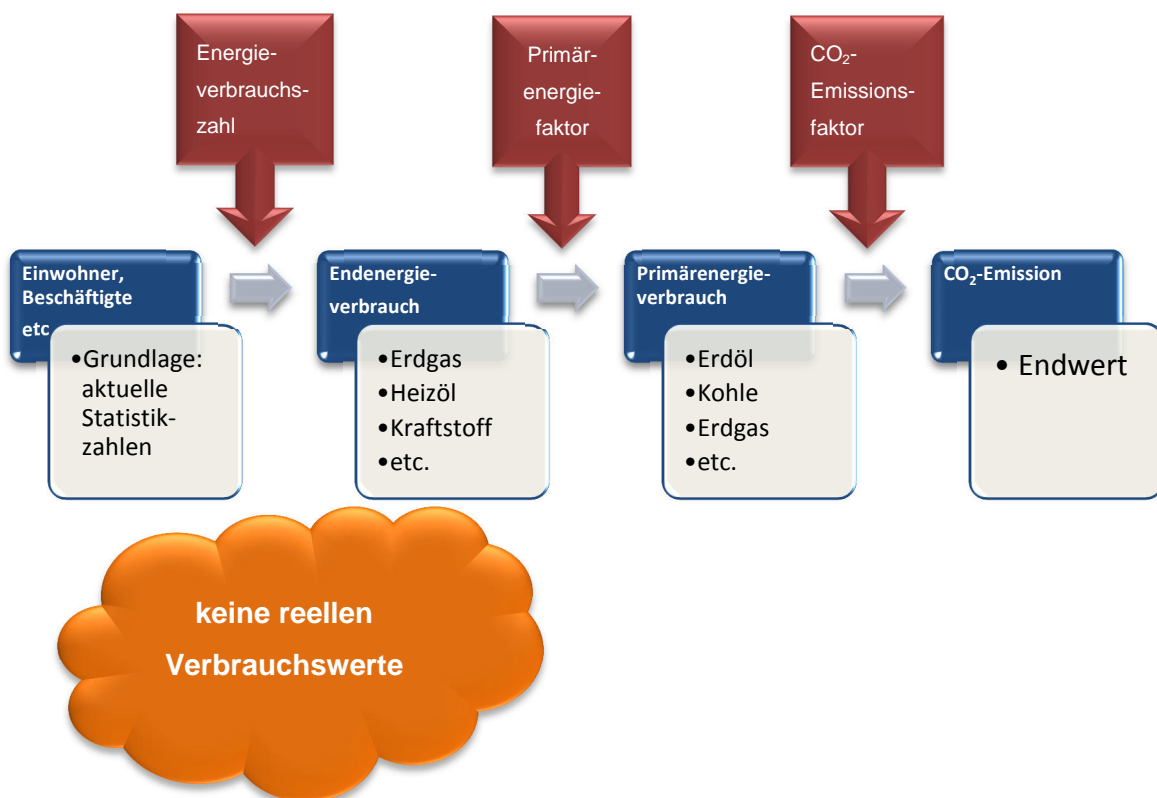 Energie-
verbrauchs-
zahl
Primär-
energie-
faktor
CO₂-
Emissions-
faktor
Einwohner,
Beschäftigte
etc.
•Grundlage:
aktuelle
Statistik-
zahlen
Endenergie-
verbrauch
•Erdgas
•Heizöl
•Kraftstoff
•etc.
Primärenergie-
verbrauch
•Erdöl
•Kohle
•Erdgas
•etc.
CO₂-Emission
• Endwert
keine reellen
Verbrauchswerte